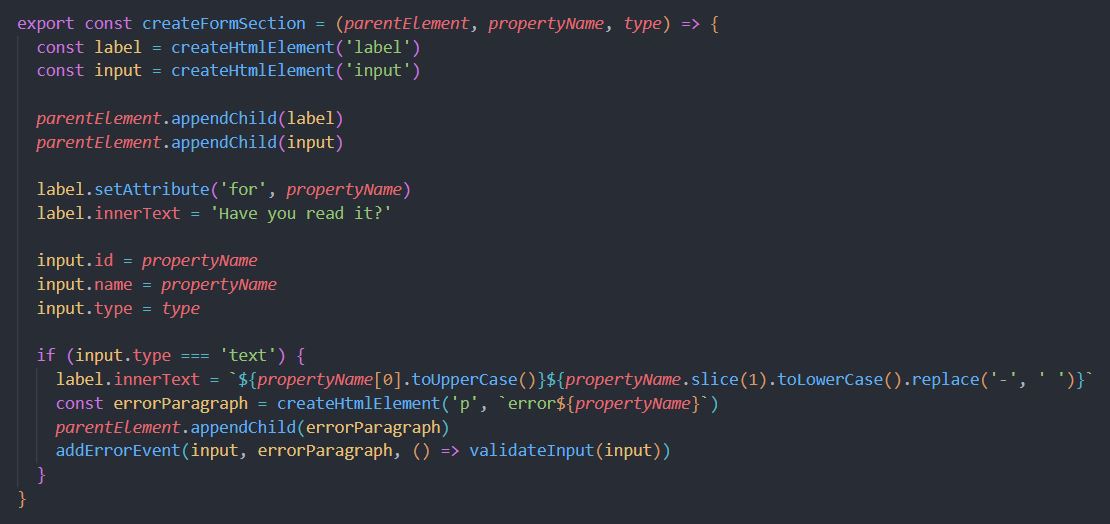 export const createFormSection = (parentElement, propertyName, type) => {
  const label = createHtmlElement('label')
  const input = createHtmlElement('input')

  parentElement.appendChild(label)
  parentElement.appendChild(input)

  label.setAttribute('for', propertyName)
  label.innerText = 'Have you read it?'

  input.id = propertyName
  input.name = propertyName
  input.type = type

  if (input.type === 'text') {
    label.innerText = `${propertyName[0].toUpperCase()}${propertyName.slice(1).toLowerCase().replace('-', ' ')}`
    const errorParagraph = createHtmlElement('p', `error${propertyName}`)
    parentElement.appendChild(errorParagraph)
    addErrorEvent(input, errorParagraph, () => validateInput(input))
  }
}